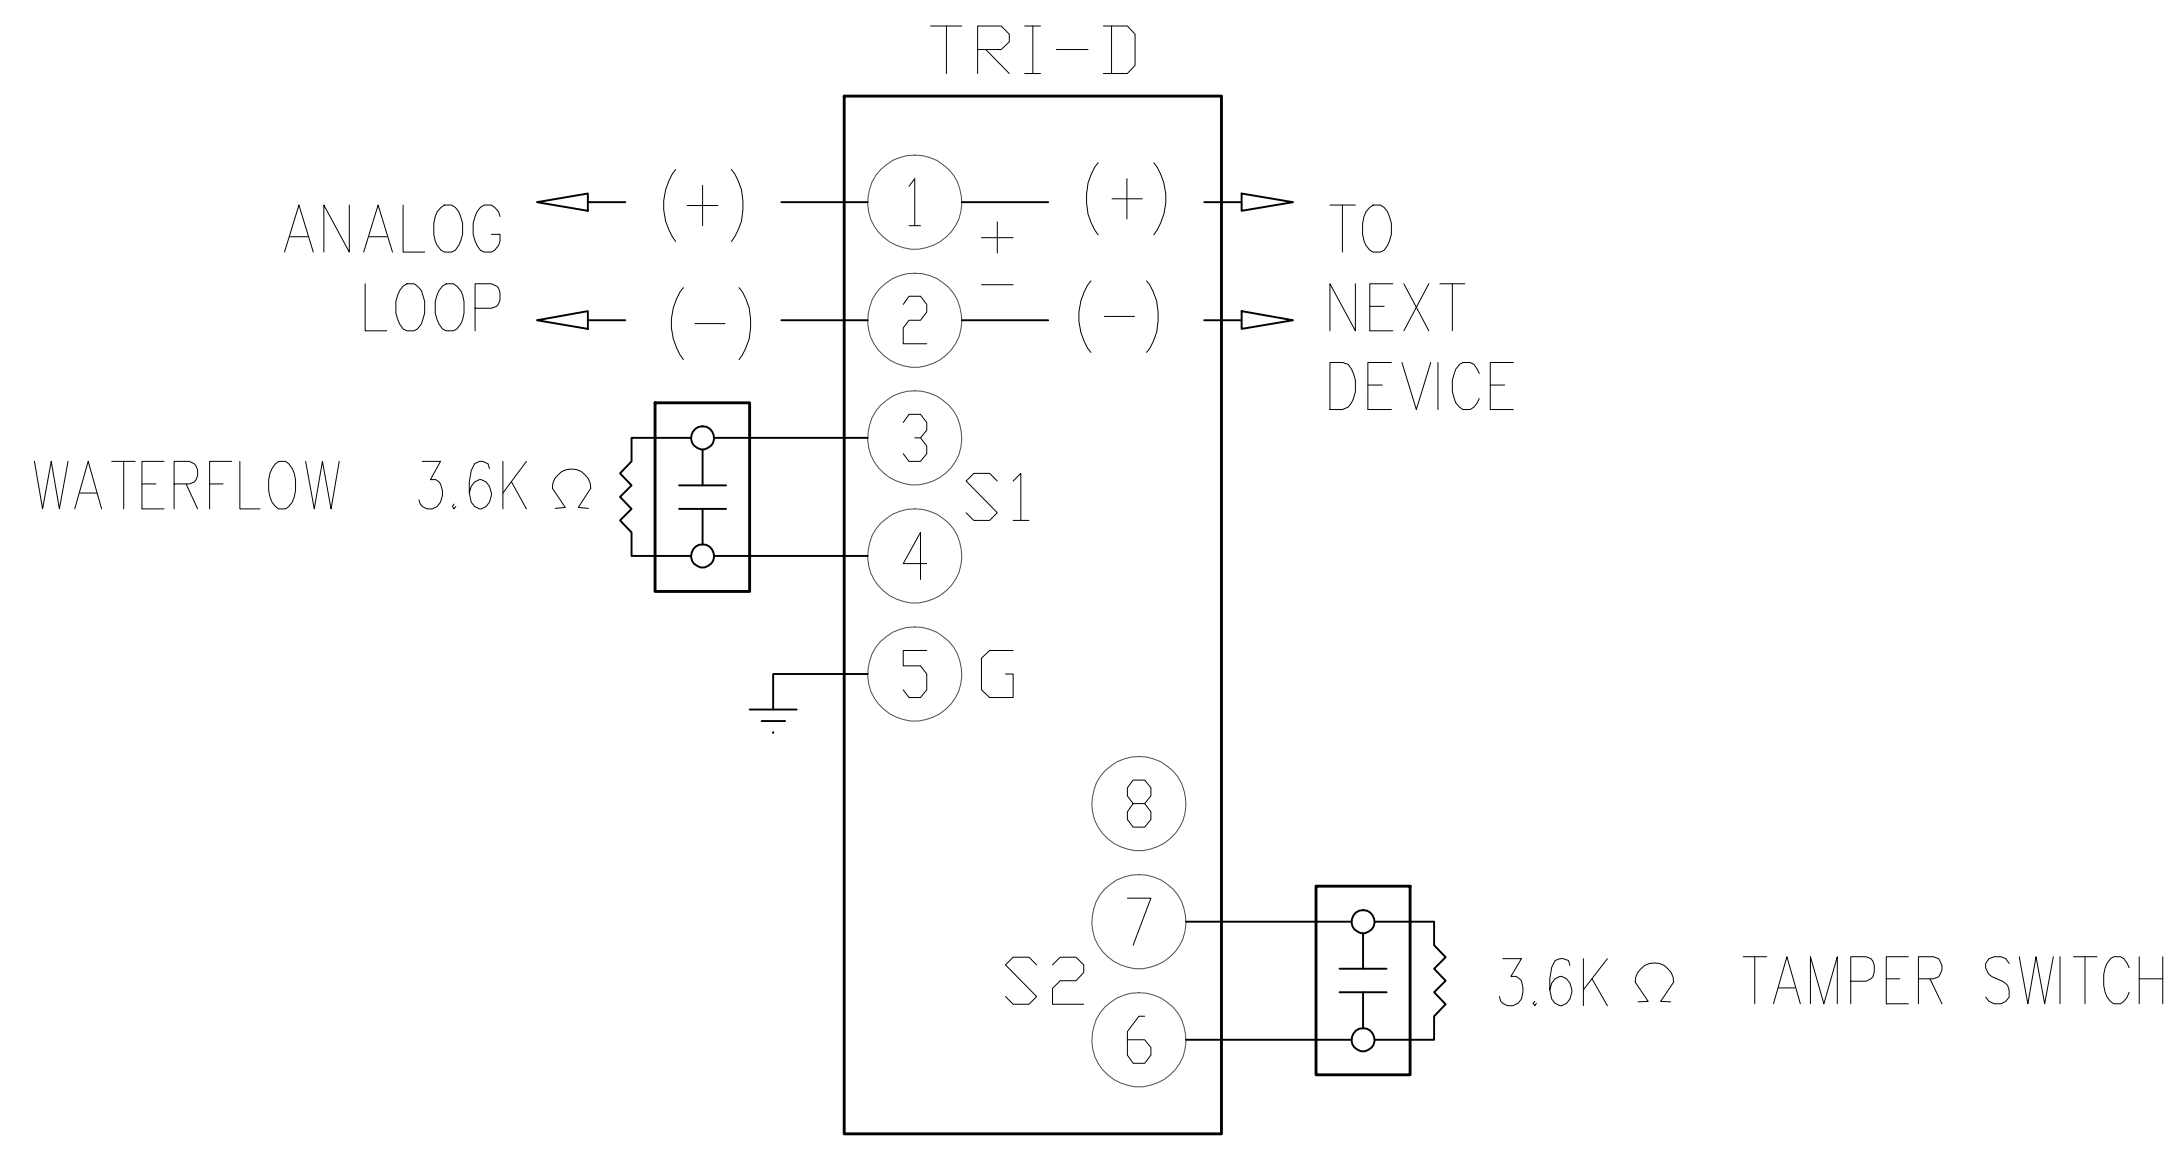 TRI-D
ANALOG
LOOP
(+)
(-)
1
2
3
4
5
+
-
(+)
(-)
TO
NEXT
DEVICE
WATERFLOW 3.6K Ω
S1
G
8
7
6
S2
3.6K Ω TAMPER SWITCH